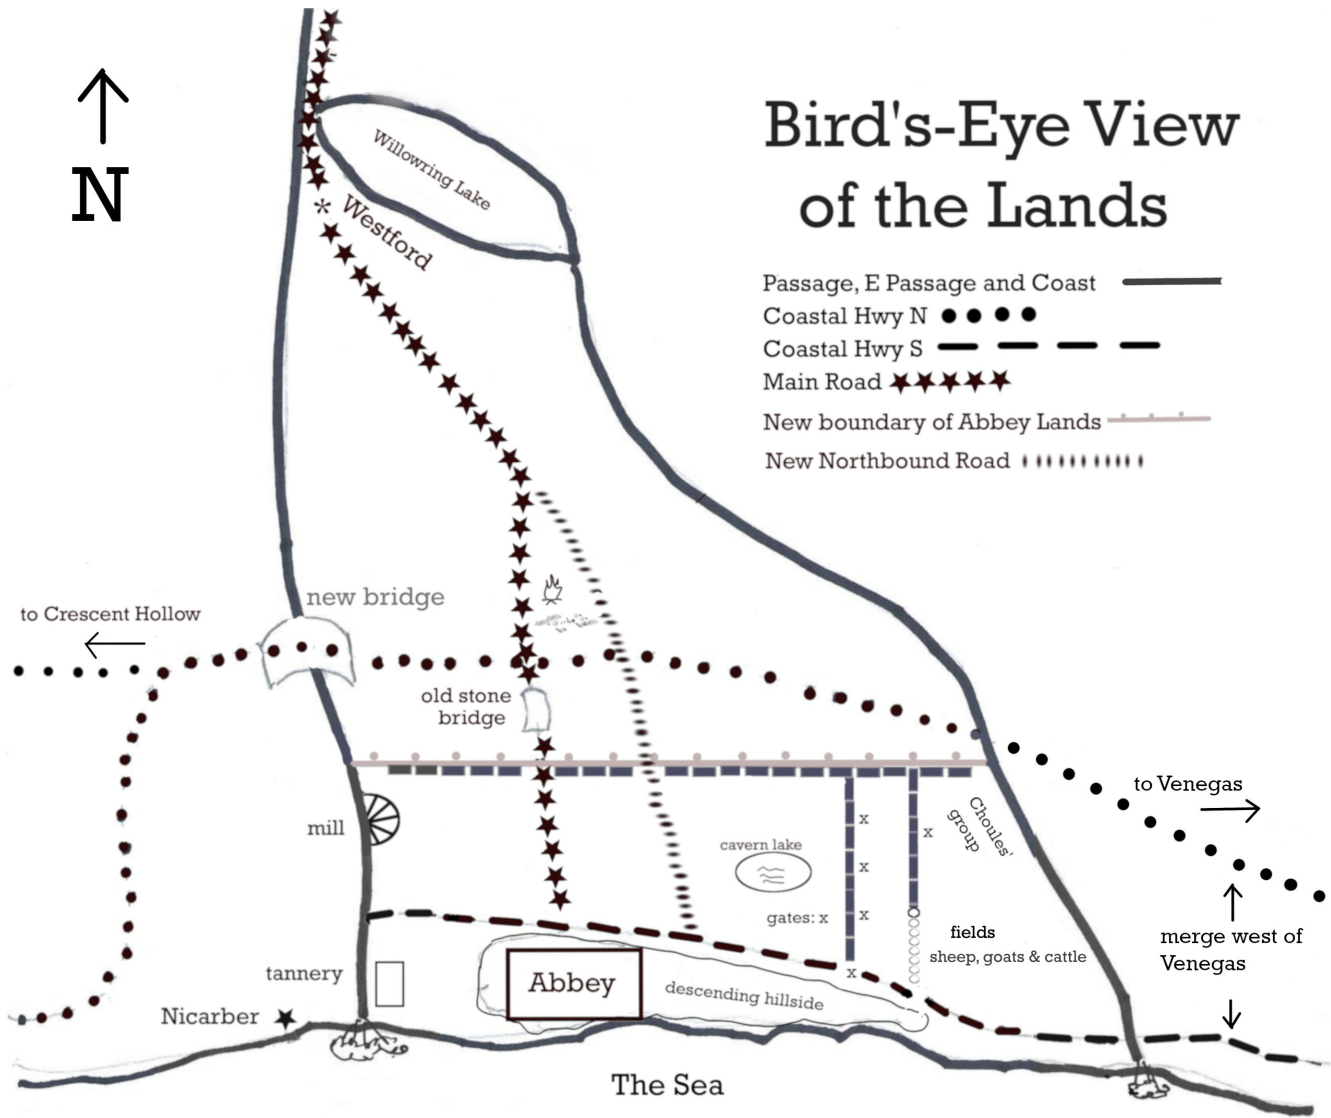 Bird's-Eye View
of the Lands
N
Willowring Lake
* Westford
Passage, E Passage and Coast
Coastal Hwy N
Coastal Hwy S
Main Road
New boundary of Abbey Lands
New Northbound Road
new bridge
to Crescent Hollow
old stone
bridge
to Venegas
mill
cavern lake
x
x
x
x
Choules'
group
gates: x
x
fields
sheep, goats & cattle
merge west of
Venegas
tannery
Abbey
descending hillside
Nicarber
The Sea